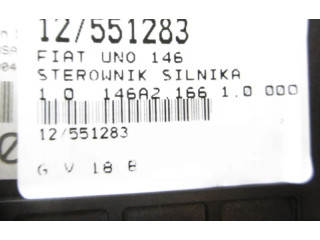 12/551283
FIAT UNO 146
STEROWNIK SILNIKA
1.0 146A2.166 1.0 000
12/551283
G V 18 B